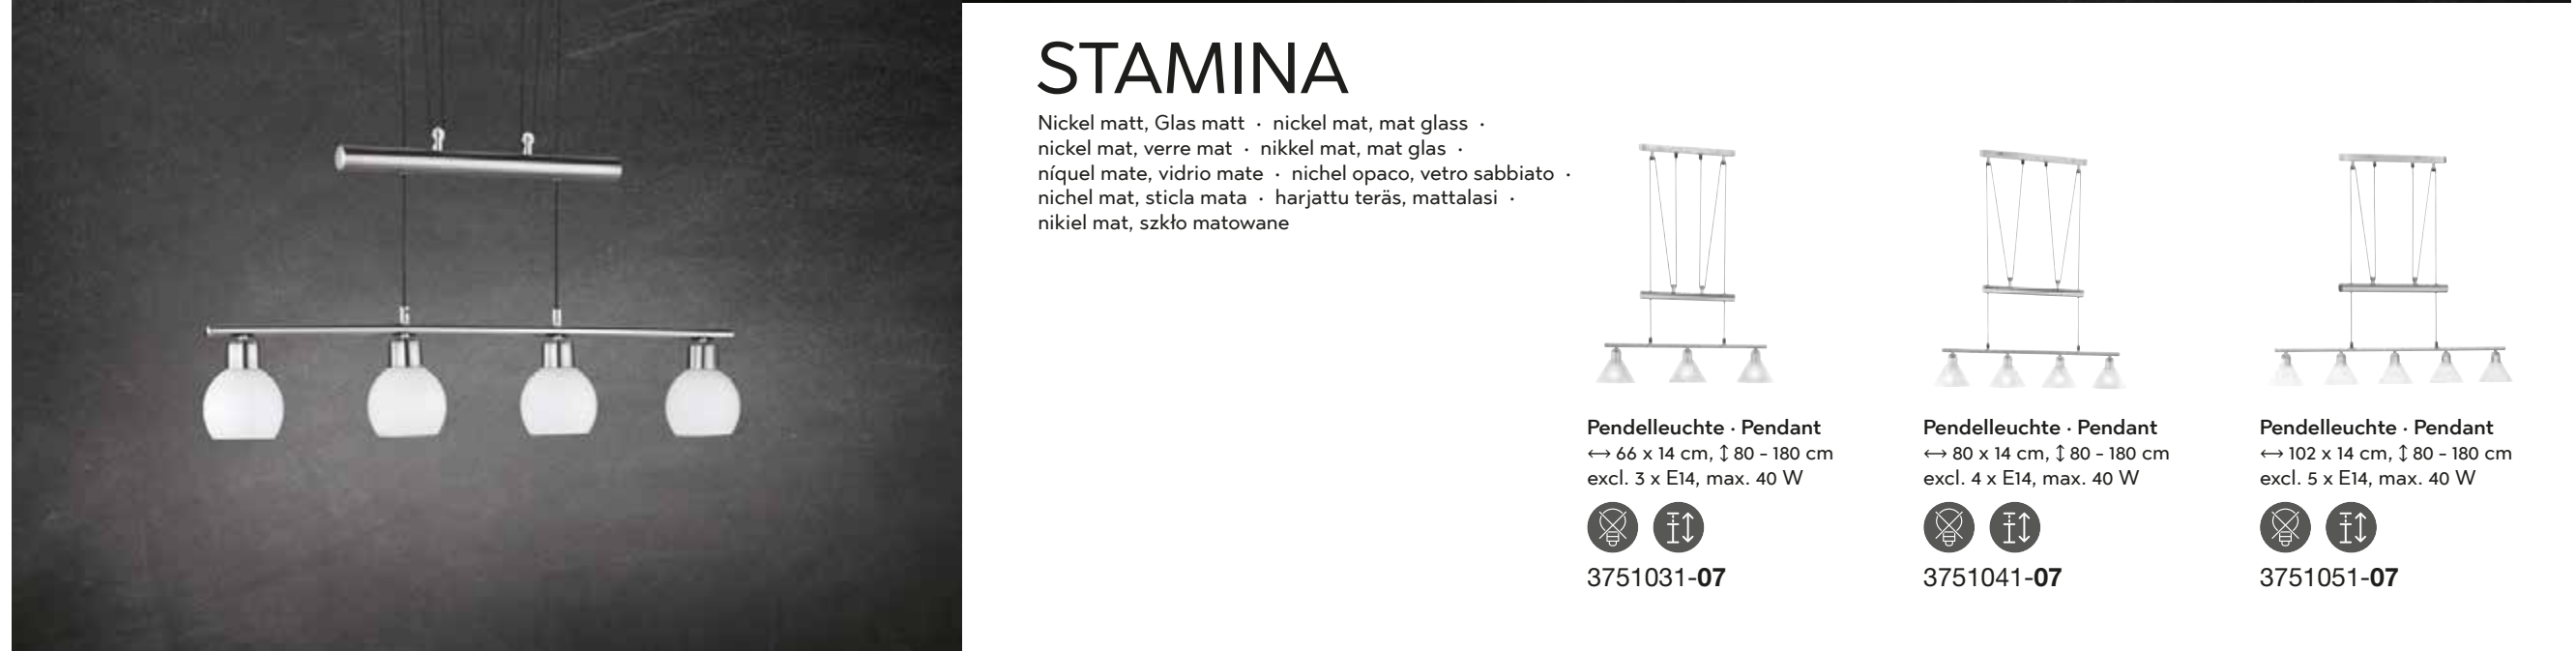 STAMINA
Nickel matt, Glas matt · nickel mat, mat glass ·
nickel mat, verre mat · nikkel mat, mat glas ·
níquel mate, vidrio mate · nichel opaco, vetro sabbiato ·
nichel mat, sticla mata · harjattu teräs, mattalasi ·
nikiel mat, szkło matowane
Pendelleuchte · Pendant
↔ 66 x 14 cm, ↕ 80 - 180 cm
excl. 3 x E14, max. 40 W
3751031-07
Pendelleuchte · Pendant
↔ 80 x 14 cm, ↕ 80 - 180 cm
excl. 4 x E14, max. 40 W
3751041-07
Pendelleuchte · Pendant
↔ 102 x 14 cm, ↕ 80 - 180 cm
excl. 5 x E14, max. 40 W
3751051-07